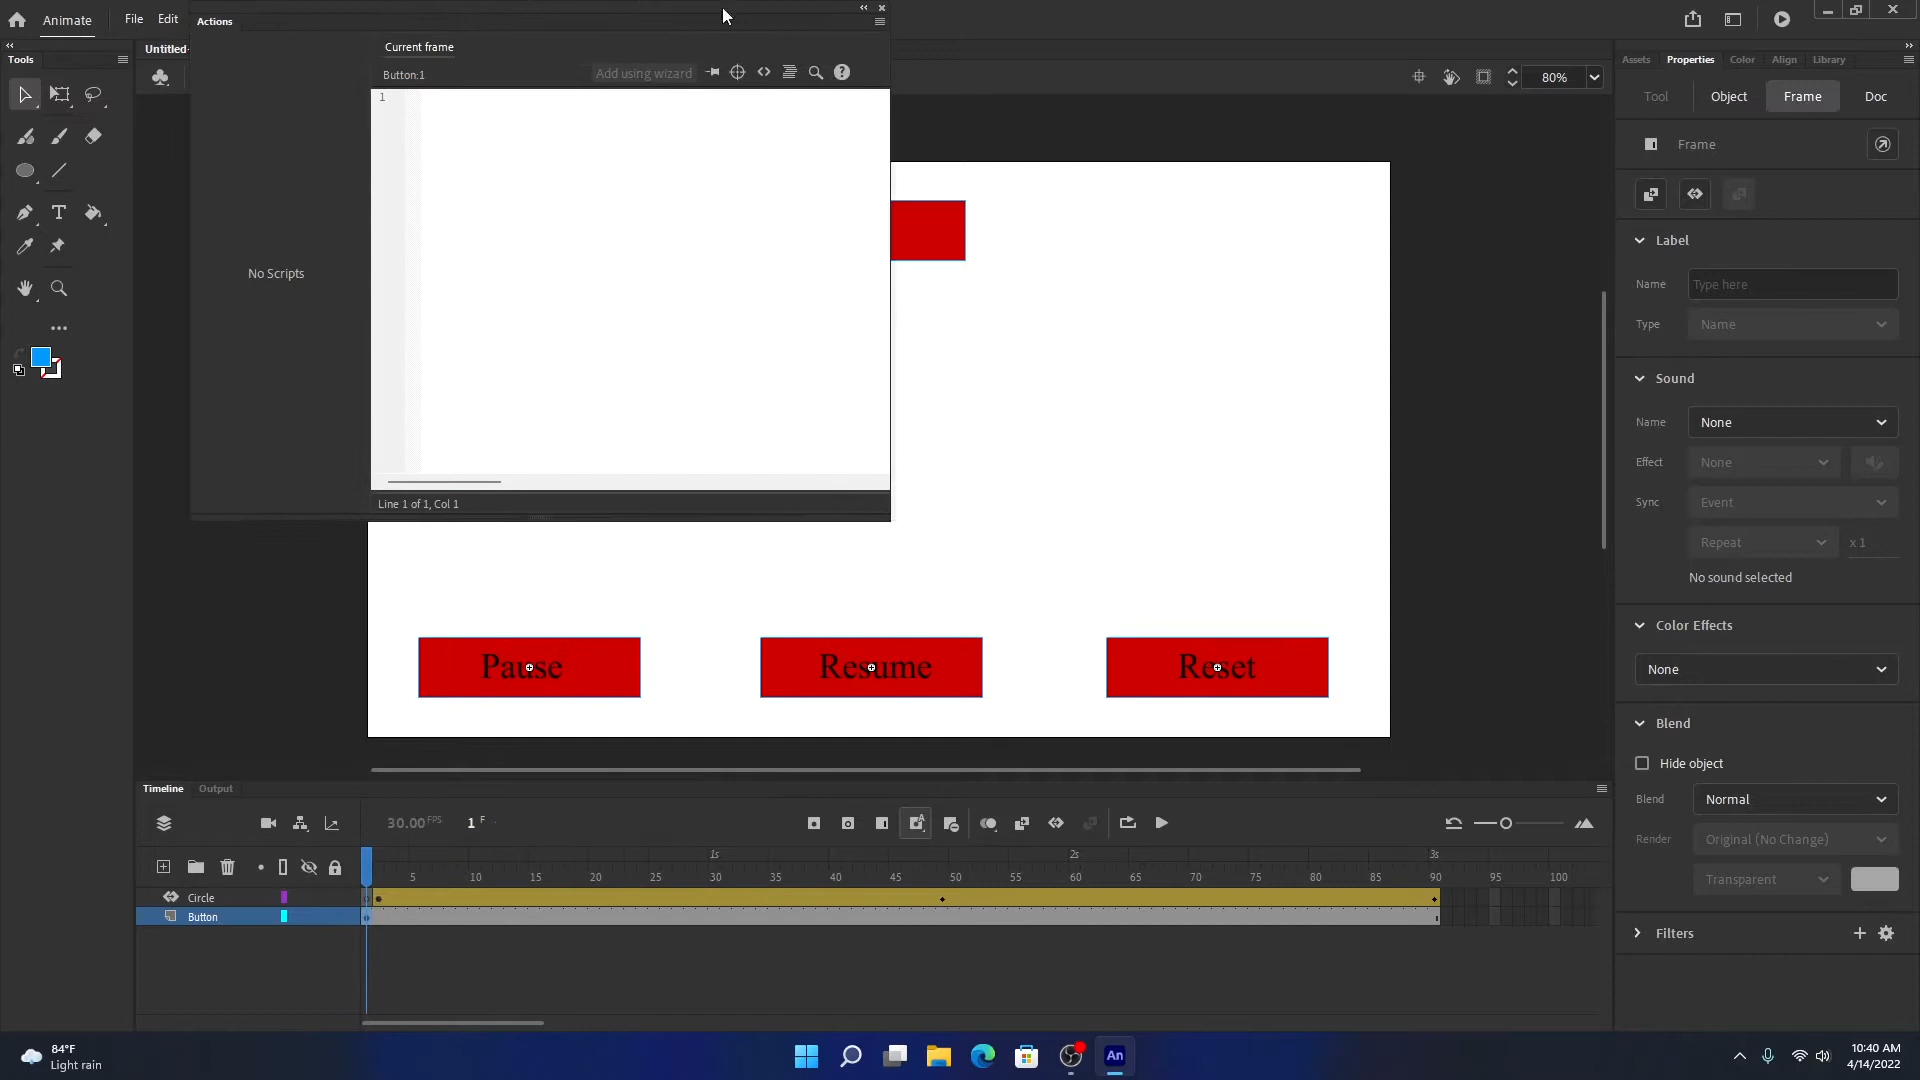 Animate
File
Edit
Actions
Untitled-
Tools
Current frame
Button:1
Add using wizard
1
No Scripts
Line 1 of 1, Col 1
80%
Assets
Properties
Color
Align
Library
Tool
Object
Frame
Doc
Frame
Label
Name
Type here
Type
Name
Sound
Name
None
Effect
None
Sync
Event
Repeat
x 1
No sound selected
Color Effects
None
Blend
Hide object
Blend
Normal
Render
Original (No Change)
Transparent
Filters
Pause
Resume
Reset
Timeline
Output
30.00 FPS
1 F
1s
2s
3s
5 10 15 20 25 30 35 40 45 50 55 60 65 70 75 80 85 90 95 100
Circle
Button
84°F
Light rain
An
10:40 AM
4/14/2022